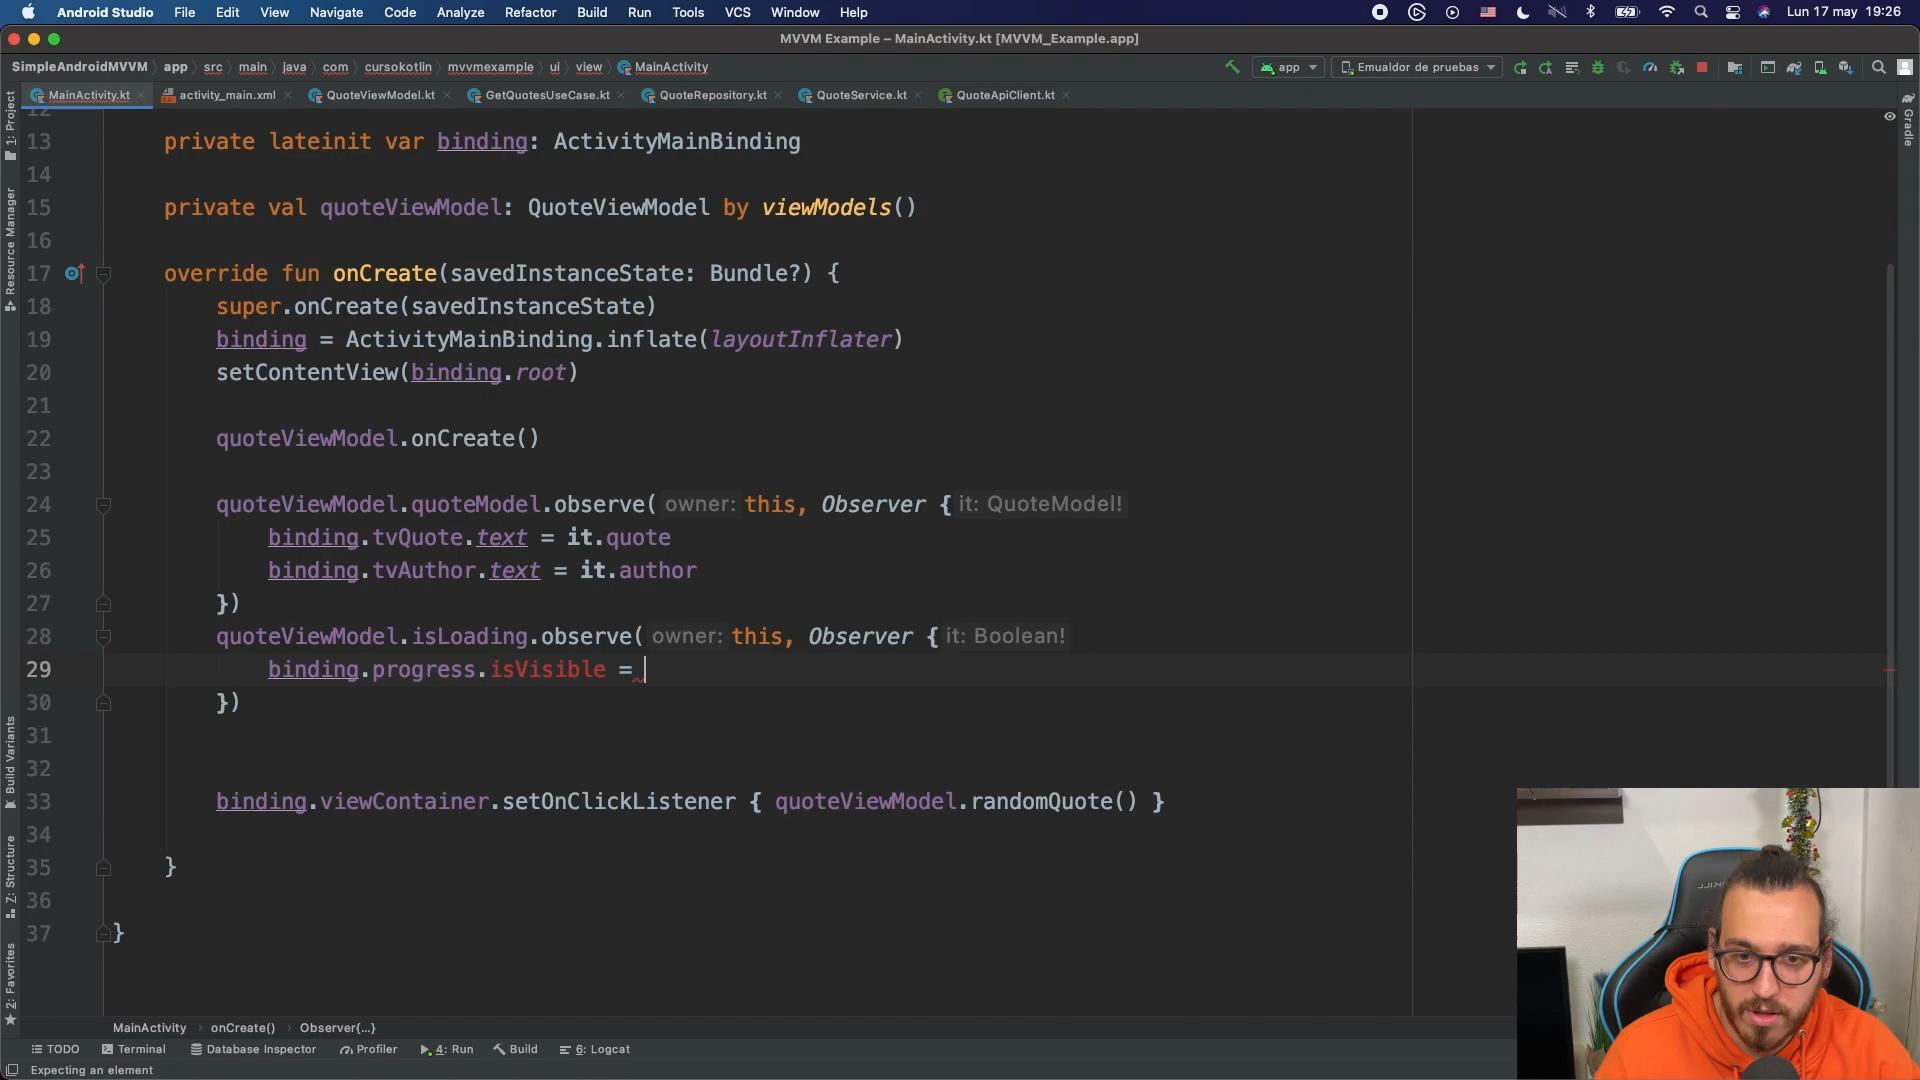 Android Studio File Edit View Navigate Code Analyze Refactor Build Run Tools VCS Window Help Lun 17 may 19:26
MVVM Example – MainActivity.kt [MVVM_Example.app]
SimpleAndroidMVVM app src main java com cursokotlin mvvmexample ui view MainActivity app Emualdor de pruebas
MainActivity.kt activity_main.xml QuoteViewModel.kt GetQuotesUseCase.kt QuoteRepository.kt QuoteService.kt QuoteApiClient.kt
1: Project
Resource Manager
Build Variants
Z: Structure
2: Favorites
Gradle
12
13 private lateinit var binding: ActivityMainBinding
14
15 private val quoteViewModel: QuoteViewModel by viewModels()
16
17 override fun onCreate(savedInstanceState: Bundle?) {
18 super.onCreate(savedInstanceState)
19 binding = ActivityMainBinding.inflate(layoutInflater)
20 setContentView(binding.root)
21
22 quoteViewModel.onCreate()
23
24 quoteViewModel.quoteModel.observe( owner: this, Observer { it: QuoteModel!
25 binding.tvQuote.text = it.quote
26 binding.tvAuthor.text = it.author
27 })
28 quoteViewModel.isLoading.observe( owner: this, Observer { it: Boolean!
29 binding.progress.isVisible =
30 })
31
32
33 binding.viewContainer.setOnClickListener { quoteViewModel.randomQuote() }
34
35 }
36
37 }
MainActivity › onCreate() › Observer{...}
TODO Terminal Database Inspector Profiler 4: Run Build 6: Logcat
Expecting an element